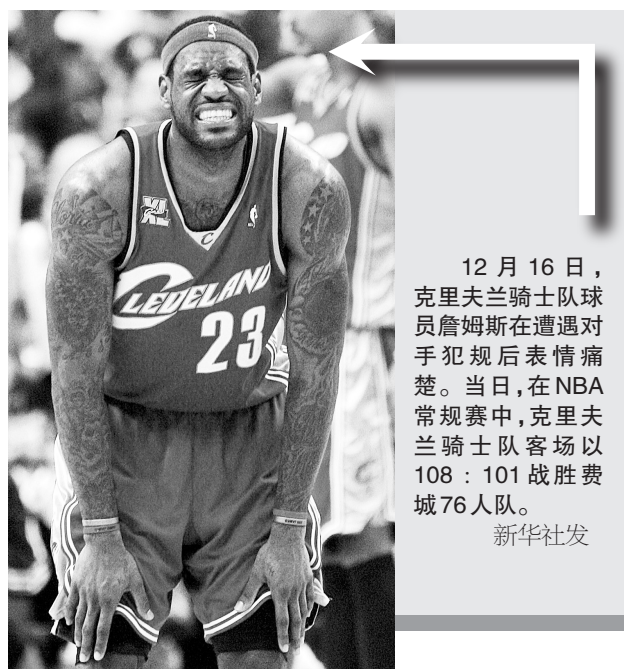 CLEVELAND
23
12 月 16 日，
克里夫兰骑士队球
员詹姆斯在遭遇对
手犯规后表情痛
楚。当日，在NBA
常规赛中，克里夫
兰骑士队客场以
108 : 101 战胜费
城76人队。
新华社发